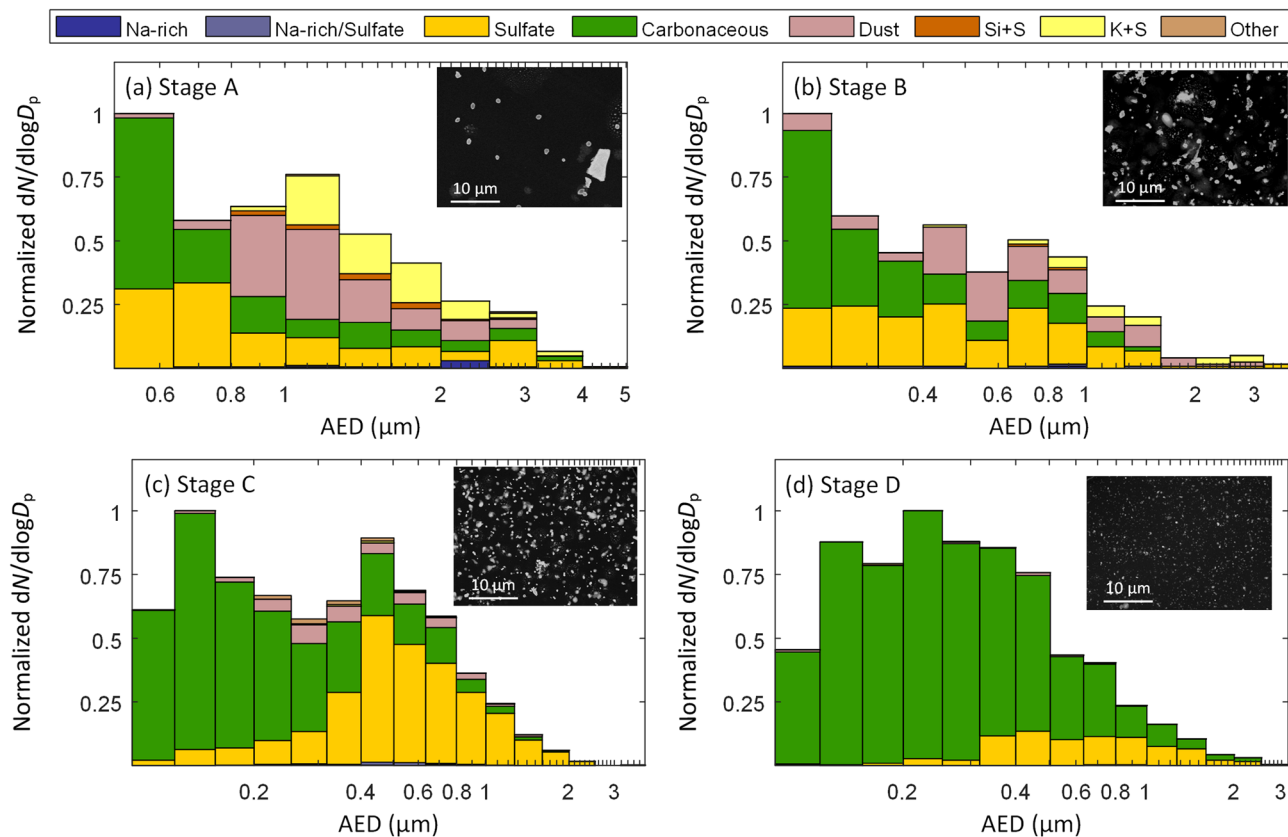 Na-rich Na-rich/Sulfate Sulfate Carbonaceous Dust Si+S K+S Other
(a) Stage A
10 µm
Normalized dN/dlogDp
1
0.75
0.5
0.25
0.6 0.8 1 2 3 4 5
AED (µm)
(b) Stage B
10 µm
Normalized dN/dlogDp
1
0.75
0.5
0.25
0.4 0.6 0.8 1 2 3
AED (µm)
(c) Stage C
10 µm
Normalized dN/dlogDp
1
0.75
0.5
0.25
0.2 0.4 0.6 0.8 1 2 3
AED (µm)
(d) Stage D
10 µm
Normalized dN/dlogDp
1
0.75
0.5
0.25
0.2 0.4 0.6 0.8 1 2 3
AED (µm)